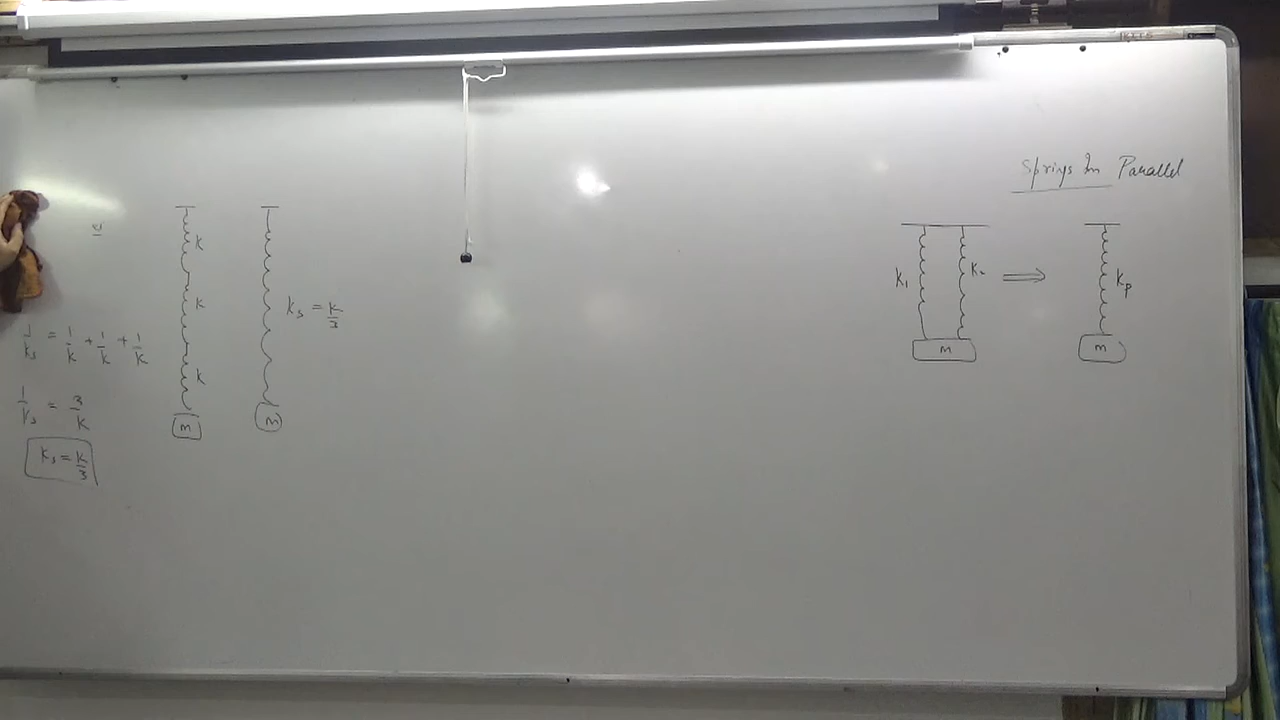 K
K
K
m
m
Ks = K/3
1/Ks = 1/K + 1/K + 1/K
1/Ks = 3/K
Ks = K/3
Springs In Parallel
K1
K2
m
⟹
Kp
m